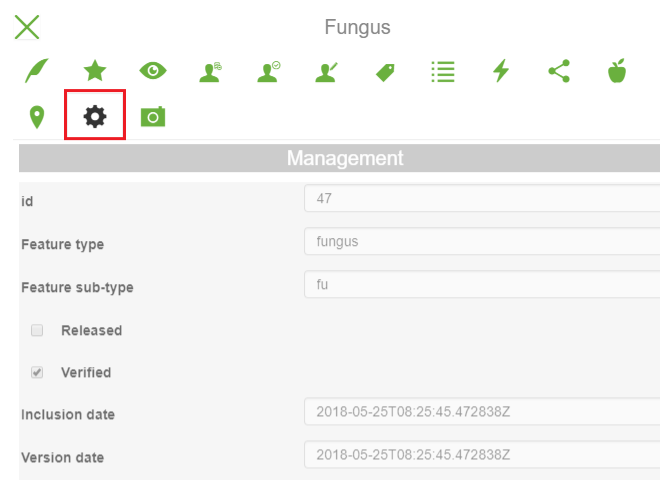 Fungus
Management
id 47
Feature type fungus
Feature sub-type fu
Released
Verified
Inclusion date 2018-05-25T08:25:45.472838Z
Version date 2018-05-25T08:25:45.472838Z